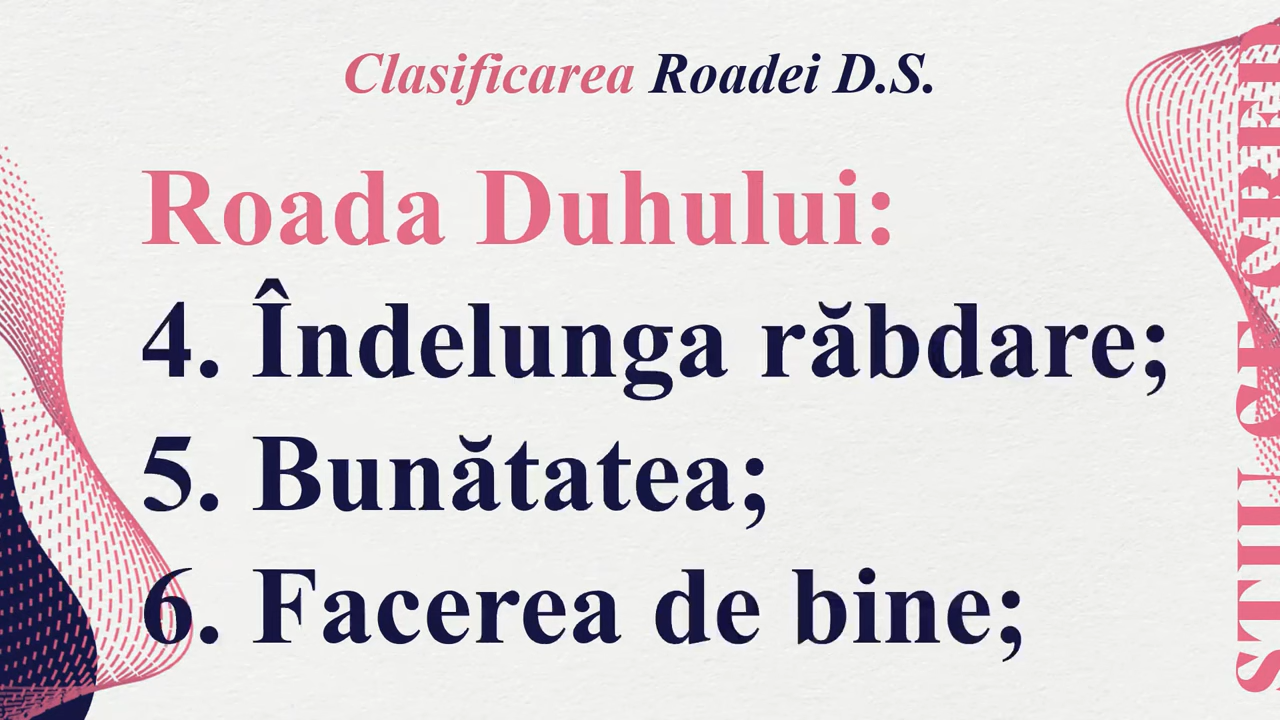 Clasificarea Roadei D.S.
Roada Duhului:
4. Îndelunga răbdare;
5. Bunătatea;
6. Facerea de bine;